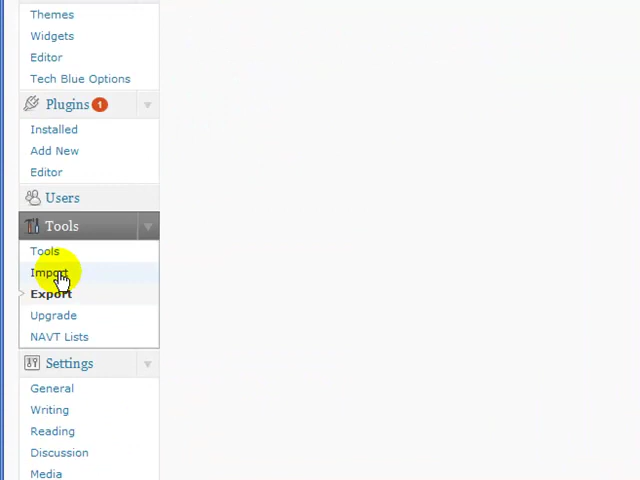 Themes
Widgets
Editor
Tech Blue Options
Plugins 1
Installed
Add New
Editor
Users
Tools
Tools
Import
Export
Upgrade
NAVT Lists
Settings
General
Writing
Reading
Discussion
Media